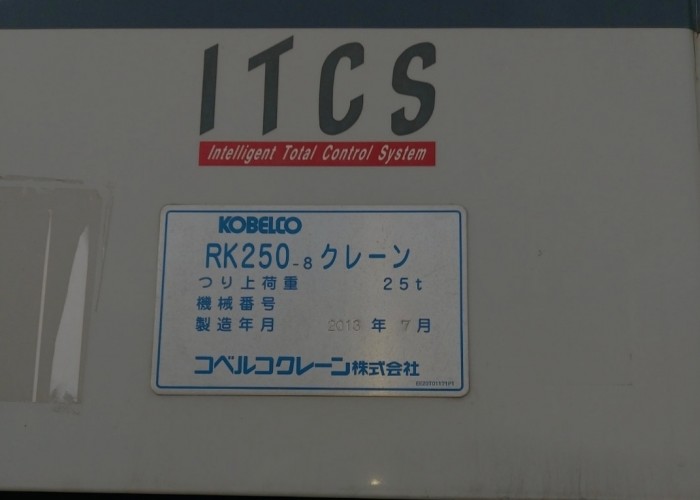 ITCS
Intelligent Total Control System
KOBELCO
RK250-8 クレーン
つり上荷重 25t
機械番号
製造年月 2013 年 7 月
コベルコクレーン株式会社